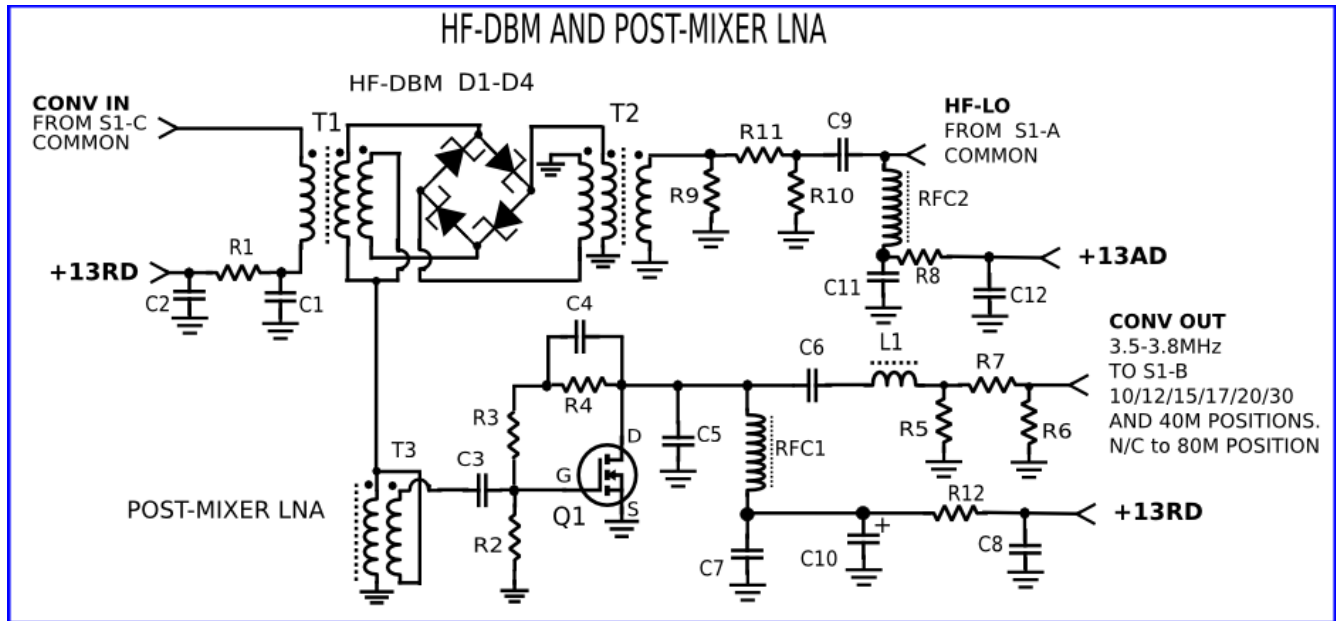 HF-DBM AND POST-MIXER LNA
HF-DBM D1-D4
CONV IN
FROM S1-C
COMMON
T1
T2
R11
C9
HF-LO
FROM S1-A
COMMON
R9
R10
RFC2
R1
+13RD
C2
C1
+13AD
R8
C11
C12
C4
R4
R3
C6
L1
R7
CONV OUT
3.5-3.8MHz
TO S1-B
10/12/15/17/20/30
AND 40M POSITIONS.
N/C to 80M POSITION
C5
RFC1
R5
R6
T3
C3
D
G
S
Q1
POST-MIXER LNA
R2
R12
+13RD
C7
C10
+
C8